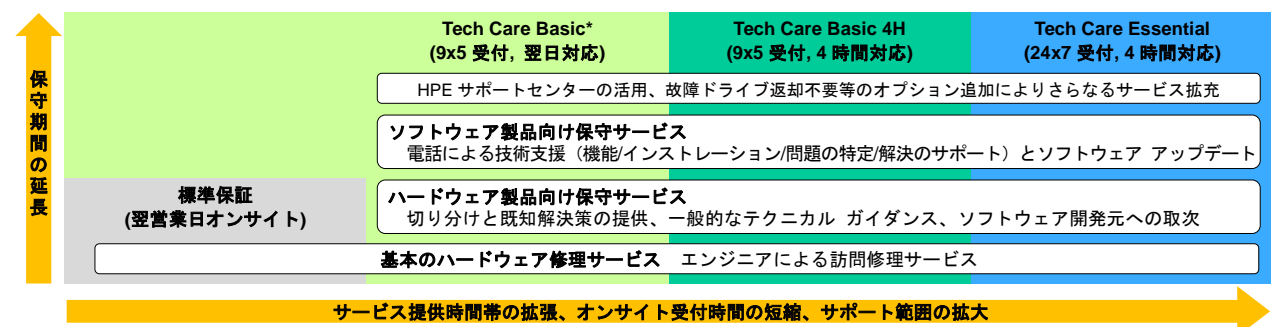 保守期間の延長
Tech Care Basic*
(9x5 受付, 翌日対応)
Tech Care Basic 4H
(9x5 受付, 4 時間対応)
Tech Care Essential
(24x7 受付, 4 時間対応)
HPE サポートセンターの活用、故障ドライブ返却不要等のオプション追加によりさらなるサービス拡充
ソフトウェア製品向け保守サービス
電話による技術支援（機能/インストレーション/問題の特定/解決のサポート）とソフトウェア アップデート
標準保証
(翌営業日オンサイト)
ハードウェア製品向け保守サービス
切り分けと既知解決策の提供、一般的なテクニカル ガイダンス、ソフトウェア開発元への取次
基本のハードウェア修理サービス エンジニアによる訪問修理サービス
サービス提供時間帯の拡張、オンサイト受付時間の短縮、サポート範囲の拡大